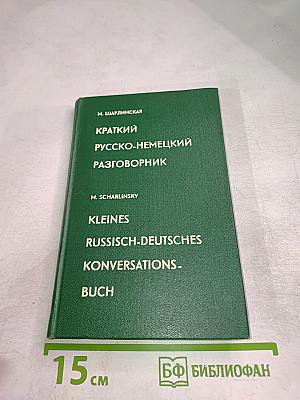 М. ШАРЛИНСКАЯ
КРАТКИЙ
РУССКО-НЕМЕЦКИЙ
РАЗГОВОРНИК
M. SCHARLINSKY
KLEINES
RUSSISCH-DEUTSCHES
KONVERSATIONS-
BUCH
15 см
БФ БИБЛИОФАН